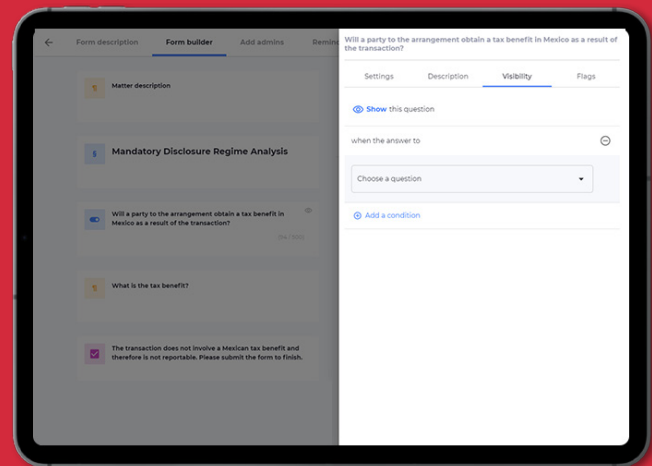 Form description
Form builder
Add admins
Remin
Matter description
Mandatory Disclosure Regime Analysis
Will a party to the arrangement obtain a tax benefit in
Mexico as a result of the transaction?
What is the tax benefit?
The transaction does not involve a Mexican tax benefit and
therefore is not reportable. Please submit the form to finish.
Will a party to the arrangement obtain a tax benefit in Mexico as a result of
the transaction?
Settings
Description
Visibility
Flags
Show this question
when the answer to
Choose a question
Add a condition